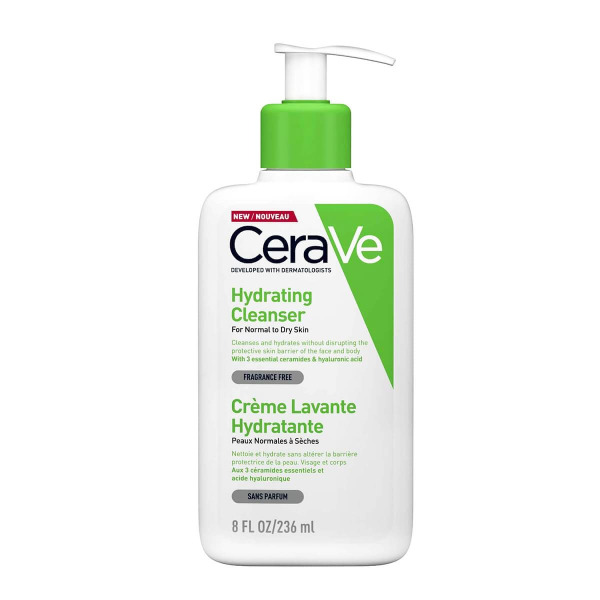 NEW / NOUVEAU
CeraVe
DEVELOPED WITH DERMATOLOGISTS
Hydrating
Cleanser
For Normal to Dry Skin
Cleanses and hydrates without disrupting the
protective skin barrier of the face and body
With 3 essential ceramides & hyaluronic acid
FRAGRANCE FREE
Crème Lavante
Hydratante
Peaux Normales à Sèches
Nettoie et hydrate sans altérer la barrière
protectrice de la peau. Visage et corps
Aux 3 céramides essentiels et
acide hyaluronique
SANS PARFUM
8 FL OZ/236 ml